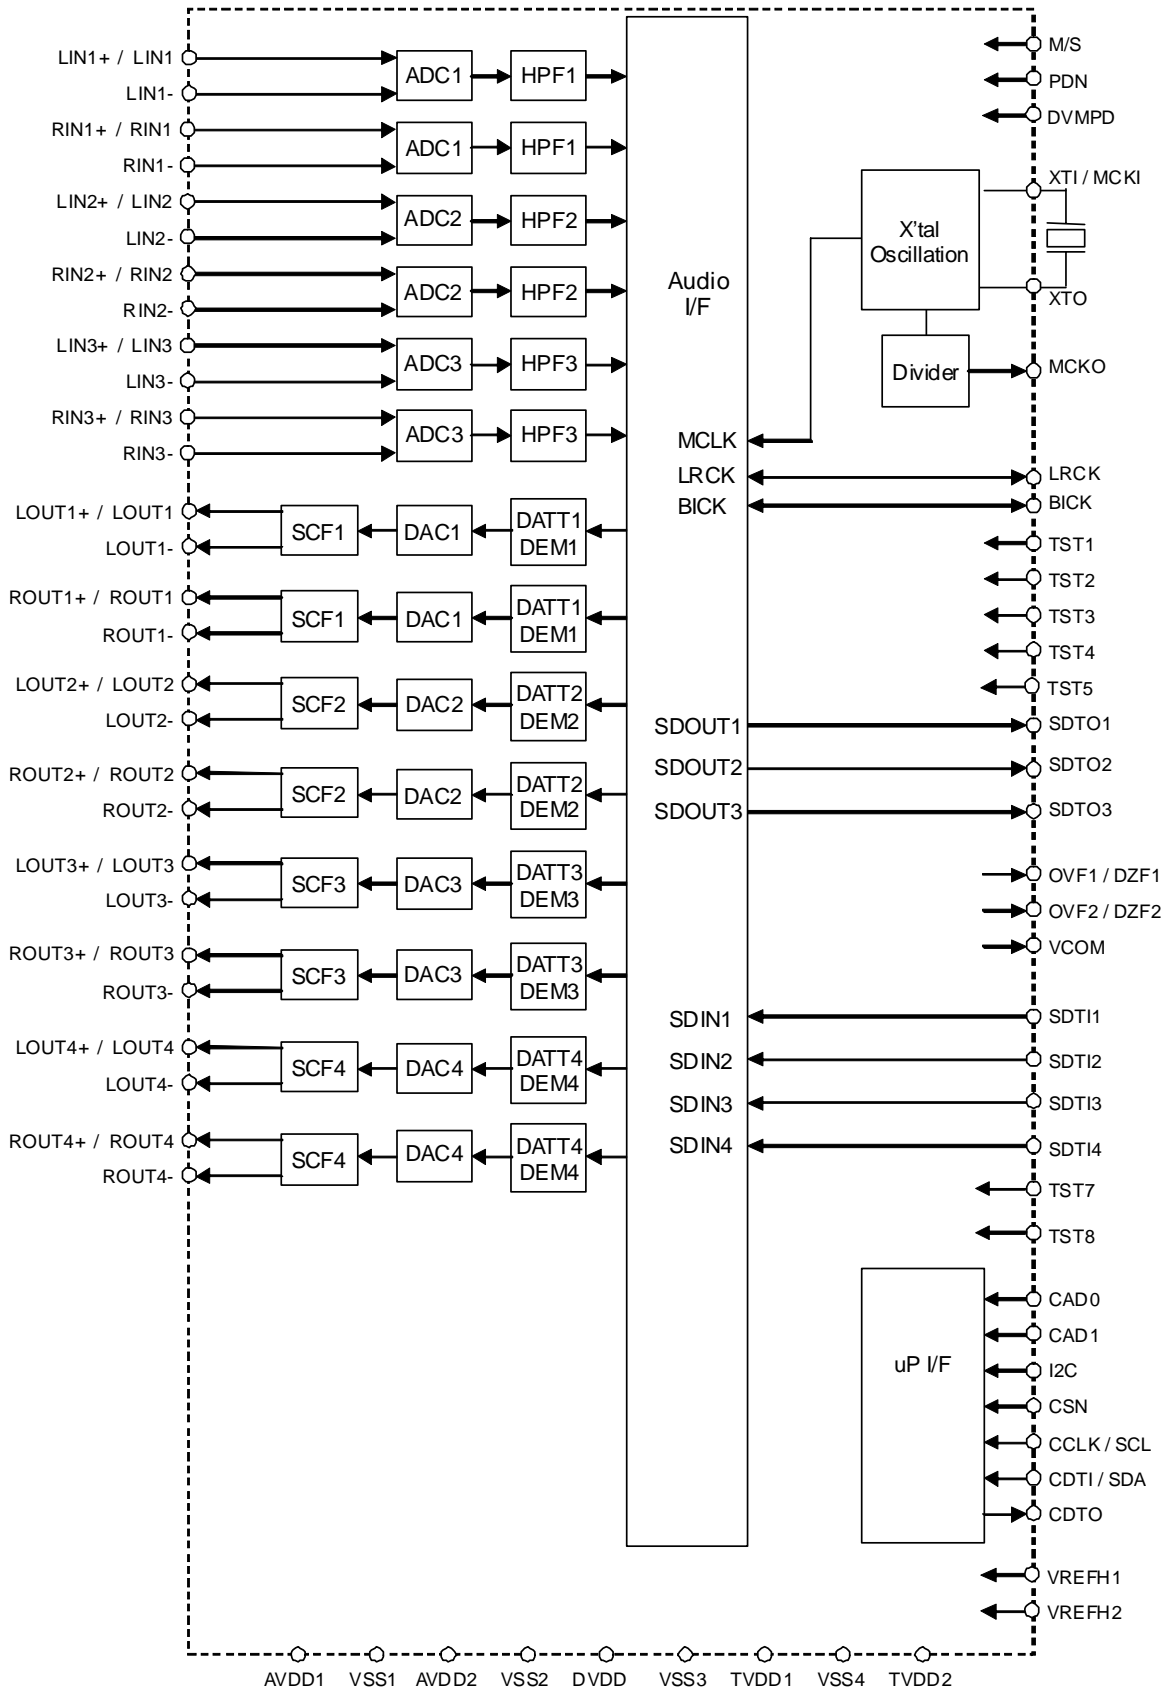 LIN1+ / LIN1
LIN1-
RIN1+ / RIN1
RIN1-
LIN2+ / LIN2
LIN2-
RIN2+ / RIN2
RIN2-
LIN3+ / LIN3
LIN3-
RIN3+ / RIN3
RIN3-
LOUT1+ / LOUT1
LOUT1-
ROUT1+ / ROUT1
ROUT1-
LOUT2+ / LOUT2
LOUT2-
ROUT2+ / ROUT2
ROUT2-
LOUT3+ / LOUT3
LOUT3-
ROUT3+ / ROUT3
ROUT3-
LOUT4+ / LOUT4
LOUT4-
ROUT4+ / ROUT4
ROUT4-
ADC1 HPF1
ADC1 HPF1
ADC2 HPF2
ADC2 HPF2
ADC3 HPF3
ADC3 HPF3
SCF1 DAC1 DATT1
DEM1
SCF1 DAC1 DATT1
DEM1
SCF2 DAC2 DATT2
DEM2
SCF2 DAC2 DATT2
DEM2
SCF3 DAC3 DATT3
DEM3
SCF3 DAC3 DATT3
DEM3
SCF4 DAC4 DATT4
DEM4
SCF4 DAC4 DATT4
DEM4
Audio
I/F
MCLK
LRCK
BICK
SDOUT1
SDOUT2
SDOUT3
SDIN1
SDIN2
SDIN3
SDIN4
X'tal
Oscillation
Divider
uP I/F
M/S
PDN
DVMPD
XTI / MCKI
XTO
MCKO
LRCK
BICK
TST1
TST2
TST3
TST4
TST5
SDTO1
SDTO2
SDTO3
OVF1 / DZF1
OVF2 / DZF2
VCOM
SDTI1
SDTI2
SDTI3
SDTI4
TST7
TST8
CAD0
CAD1
I2C
CSN
CCLK / SCL
CDTI / SDA
CDTO
VREFH1
VREFH2
AVDD1 VSS1 AVDD2 VSS2 DVDD VSS3 TVDD1 VSS4 TVDD2